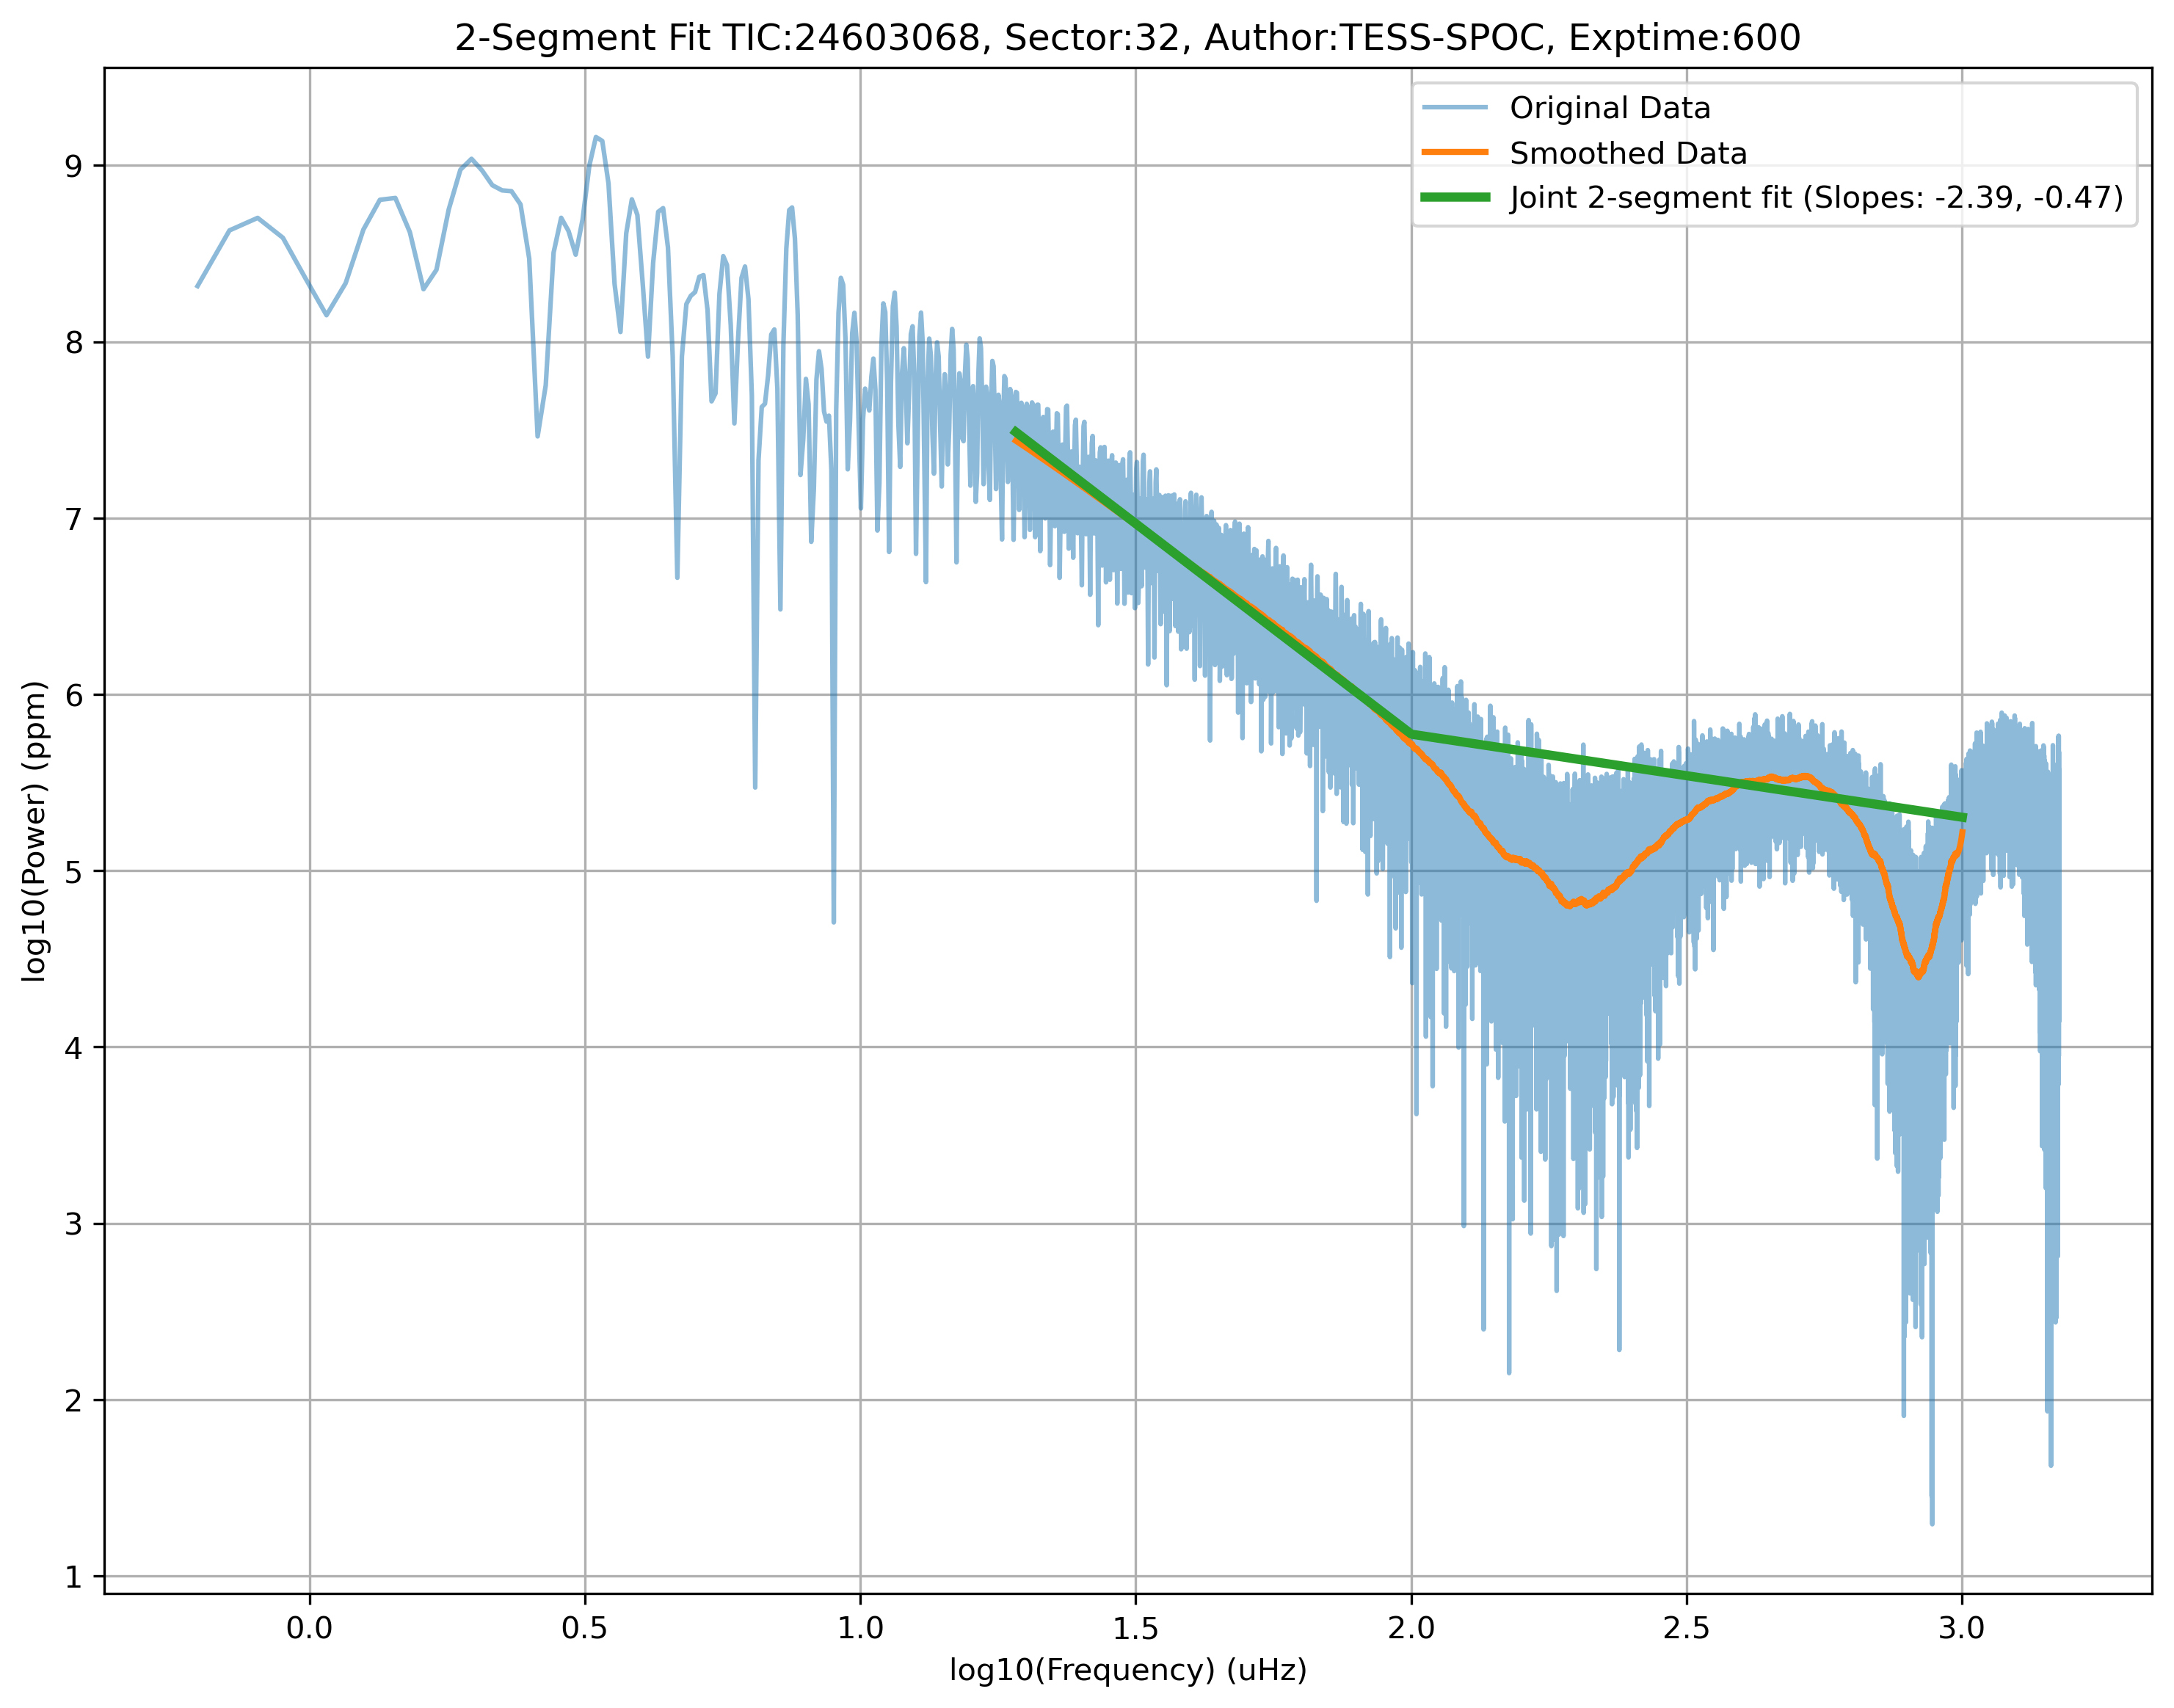 2-Segment Fit TIC:24603068, Sector:32, Author:TESS-SPOC, Exptime:600
Original Data
Smoothed Data
Joint 2-segment fit (Slopes: -2.39, -0.47)
log10(Power) (ppm)
9
8
7
6
5
4
3
2
1
0.0 0.5 1.0 1.5 2.0 2.5 3.0
log10(Frequency) (uHz)